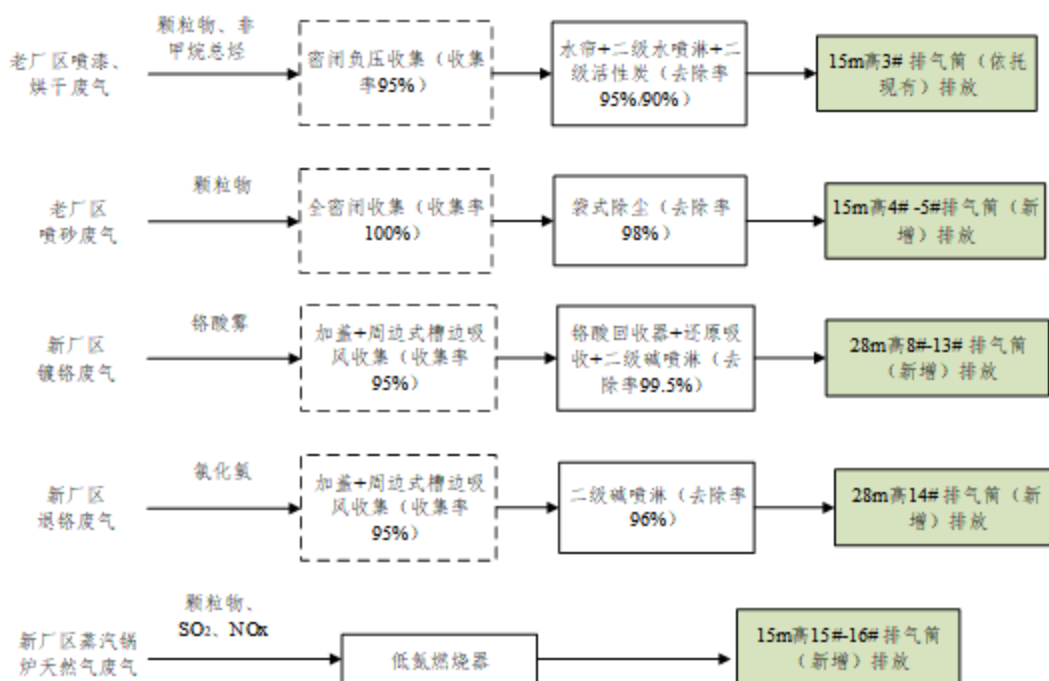 颗粒物、非
甲烷总烃
老厂区喷漆、
烘干废气
密闭负压收集（收集
率95%）
水帘+二级水喷淋+二
级活性炭（去除率
95%/90%）
15m高3# 排气筒（依托
现有）排放
颗粒物
老厂区
喷砂废气
全密闭收集（收集率
100%）
袋式除尘（去除率
98%）
15m高4# -5#排气筒（新
增）排放
铬酸雾
新厂区
镀铬废气
加盖+周边式槽边吸
风收集（收集率
95%）
铬酸回收器+还原吸
收+二级碱喷淋（去
除率99.5%）
28m高8#-13# 排气筒
（新增）排放
氯化氢
新厂区
退铬废气
加盖+周边式槽边吸
风收集（收集率
95%）
二级碱喷淋（去除率
96%）
28m高14# 排气筒（新
增）排放
颗粒物、
SO₂、NOx
新厂区蒸汽锅
炉天然气废气
低氮燃烧器
15m高15#-16# 排气筒
（新增）排放